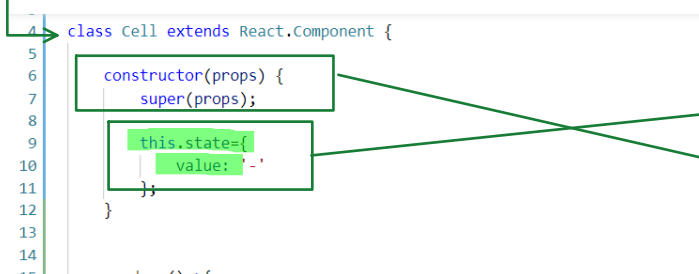 4 class Cell extends React.Component {
5
6 constructor(props) {
7 super(props);
8
9 this.state={
10 value: '-'
11 };
12 }
13
14